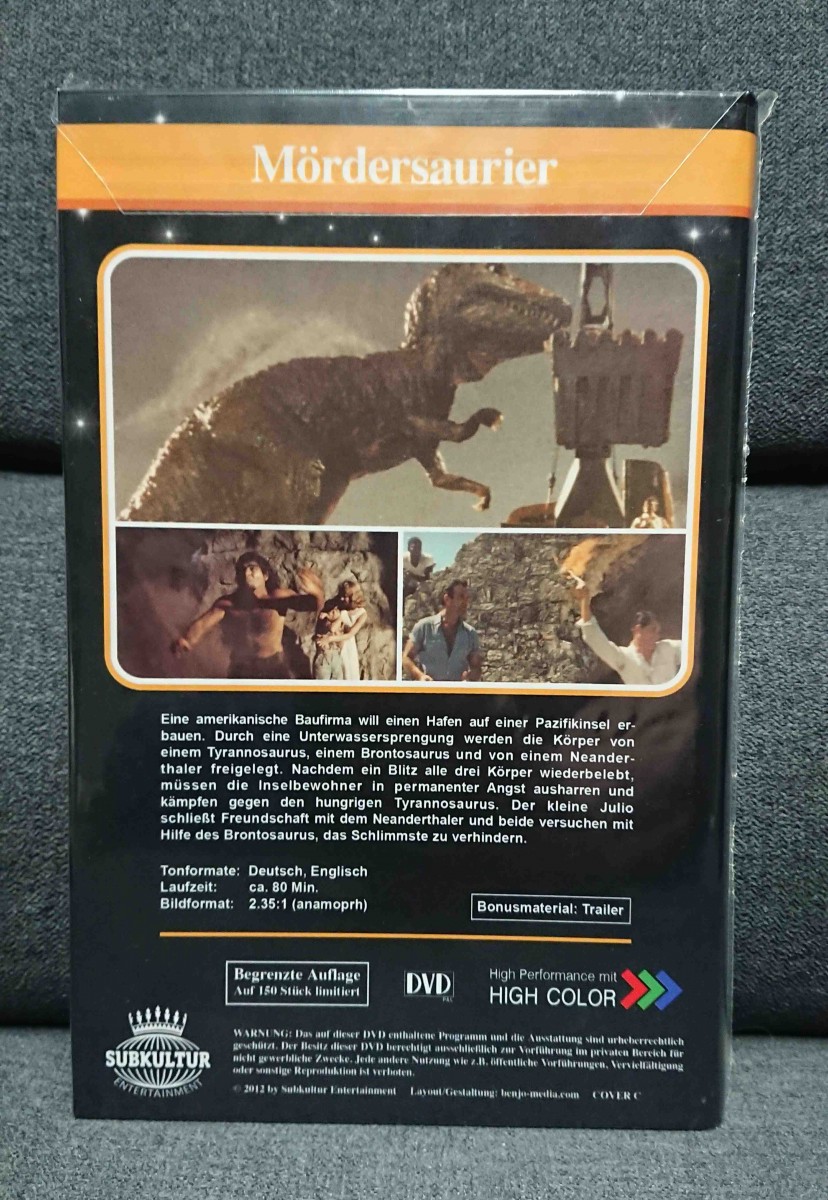 Mördersaurier
Eine amerikanische Baufirma will einen Hafen auf einer Pazifikinsel er-
bauen. Durch eine Unterwassersprengung werden die Körper von
einem Tyrannosaurus, einem Brontosaurus und von einem Neander-
thaler freigelegt. Nachdem ein Blitz alle drei Körper wiederbelebt,
müssen die Inselbewohner in permanenter Angst ausharren und
kämpfen gegen den hungrigen Tyrannosaurus. Der kleine Julio
schließt Freundschaft mit dem Neanderthaler und beide versuchen mit
Hilfe des Brontosaurus, das Schlimmste zu verhindern.
Tonformate: Deutsch, Englisch
Laufzeit: ca. 80 Min.
Bildformat: 2.35:1 (anamoprh)
Bonusmaterial: Trailer
Begrenzte Auflage
Auf 150 Stück limitiert
DVD
PAL
High Performance mit
HIGH COLOR
SUBKULTUR
ENTERTAINMENT
WARNUNG: Das auf dieser DVD enthaltene Programm und die Ausstattung sind urheberrechtlich
geschützt. Der Besitz dieser DVD berechtigt ausschließlich zur Vorführung im privaten Bereich für
nicht gewerbliche Zwecke. Jede andere Nutzung wie z.B. öffentliche Vorführungen, Vervielfältigung
oder sonstige Reproduktion ist verboten.
© 2012 by Subkultur Entertainment Layout/Gestaltung: benjo-media.com COVER C